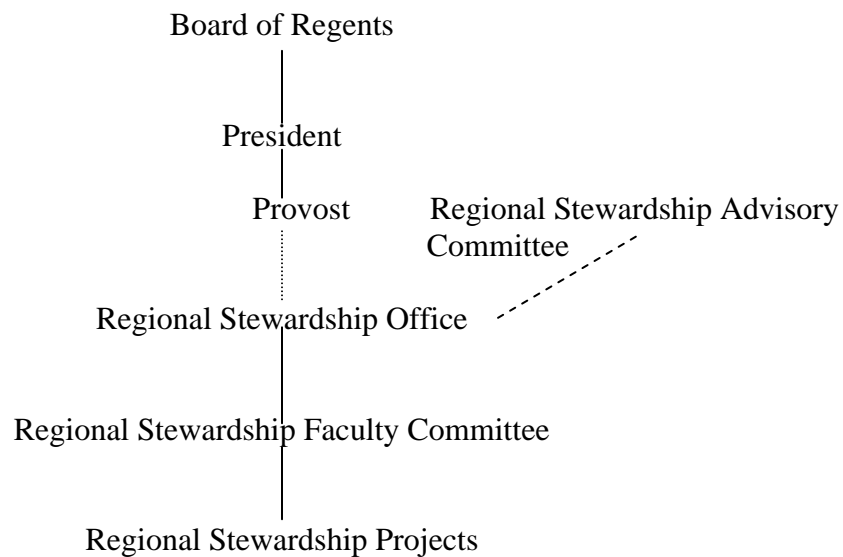 Board of Regents
President
Provost
Regional Stewardship Advisory
Committee
Regional Stewardship Office
Regional Stewardship Faculty Committee
Regional Stewardship Projects